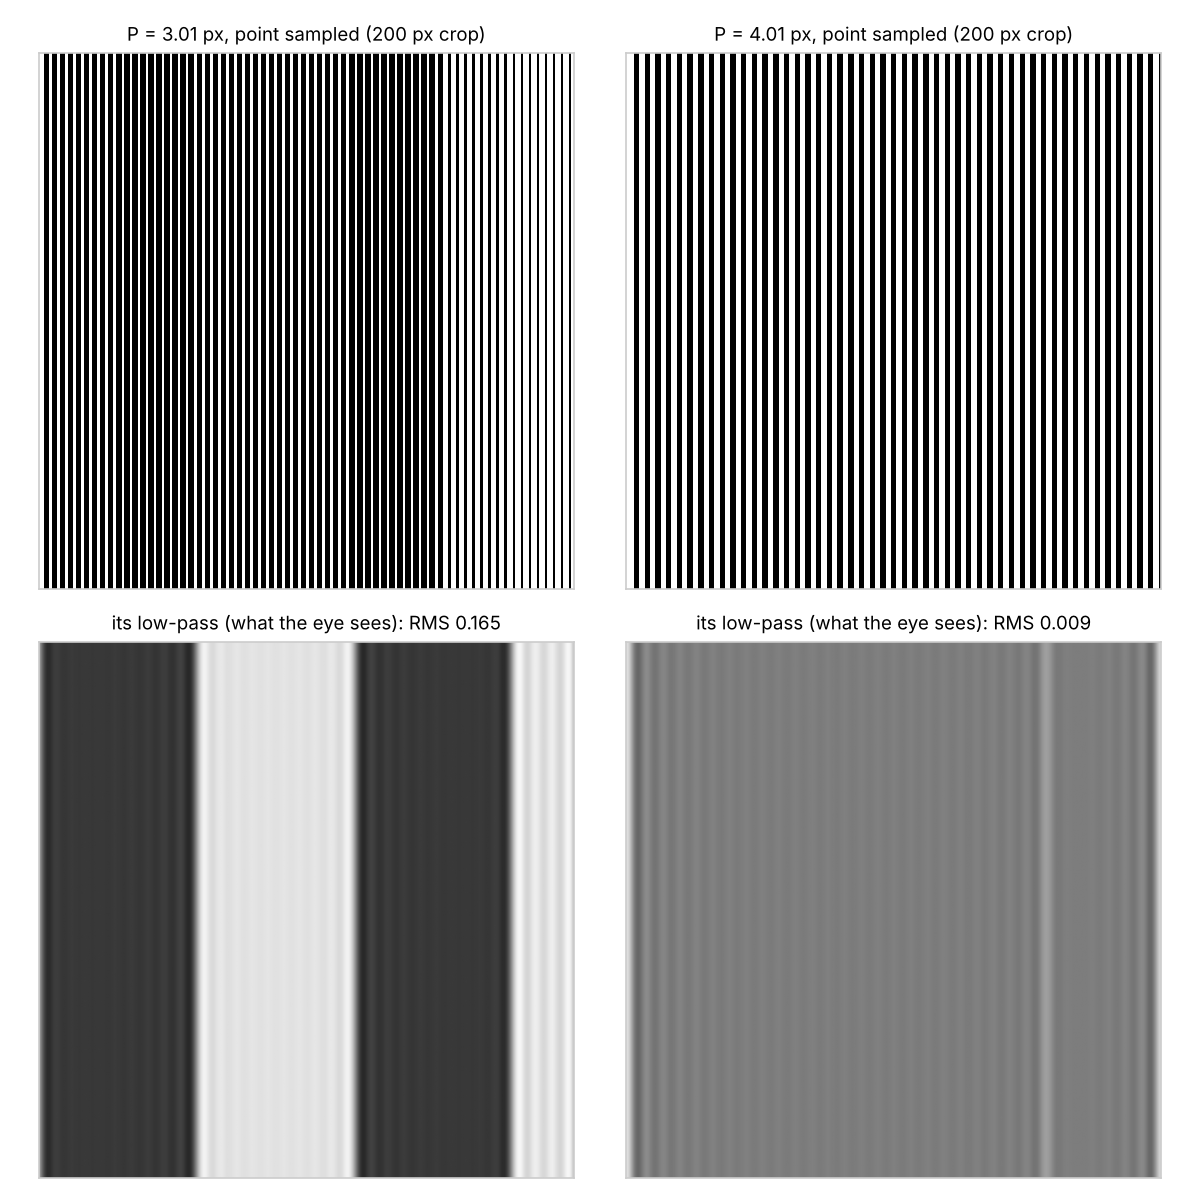 P = 3.01 px, point sampled (200 px crop)
P = 4.01 px, point sampled (200 px crop)
its low-pass (what the eye sees): RMS 0.165
its low-pass (what the eye sees): RMS 0.009